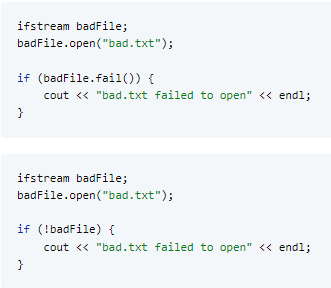 ifstream badFile;
badFile.open("bad.txt");
if (badFile.fail()) {
cout << "bad.txt failed to open" << endl;
}
ifstream badFile;
badFile.open("bad.txt");
if (!badFile) {
cout << "bad.txt failed to open" << endl;
}